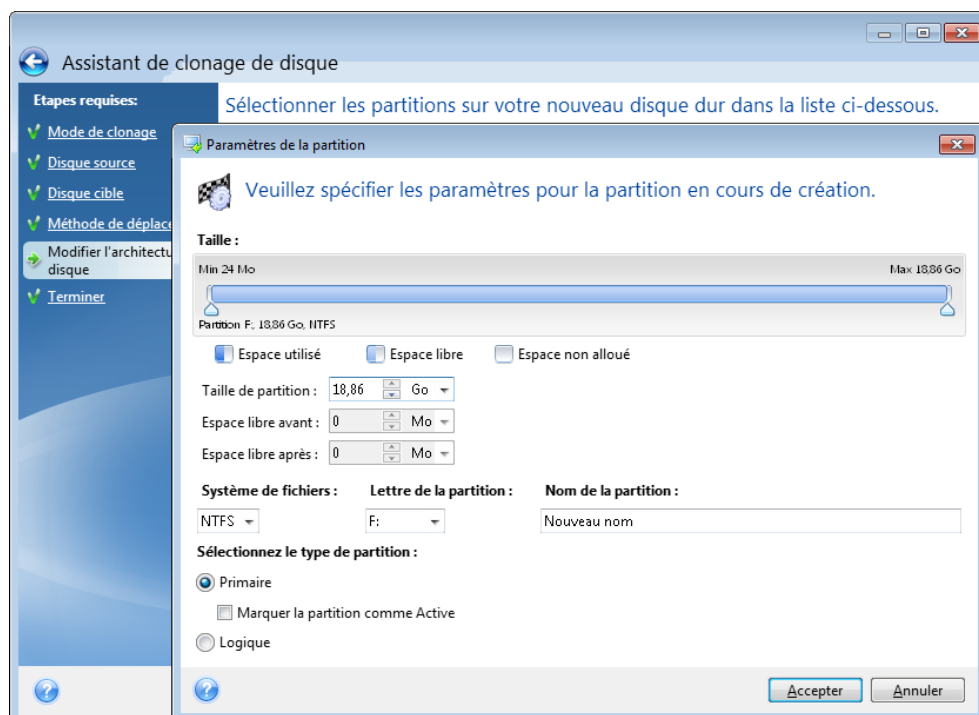 Assistant de clonage de disque
Etapes requises:
Mode de clonage
Disque source
Disque cible
Méthode de déplace
Modifier l'architectu
disque
Terminer
Sélectionner les partitions sur votre nouveau disque dur dans la liste ci-dessous.
Paramètres de la partition
Veuillez spécifier les paramètres pour la partition en cours de création.
Taille :
Min 24 Mo Max 18,86 Go
Partition F:, 18,86 Go, NTFS
Espace utilisé Espace libre Espace non alloué
Taille de partition : 18,86 Go
Espace libre avant : 0 Mo
Espace libre après : 0 Mo
Système de fichiers : Lettre de la partition : Nom de la partition :
NTFS F: Nouveau nom
Sélectionnez le type de partition :
Primaire
Marquer la partition comme Active
Logique
Accepter Annuler